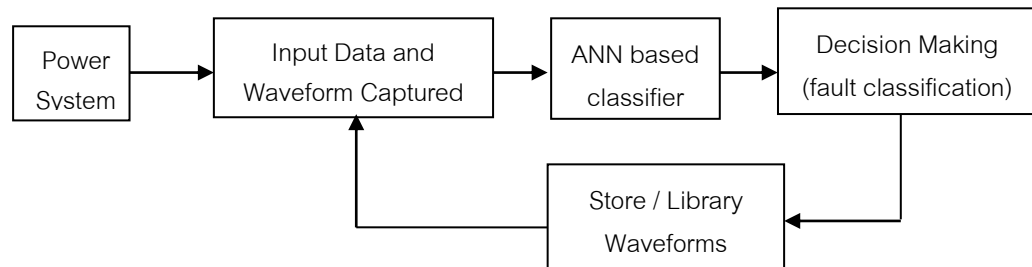 Power
System
Input Data and
Waveform Captured
ANN based
classifier
Decision Making
(fault classification)
Store / Library
Waveforms